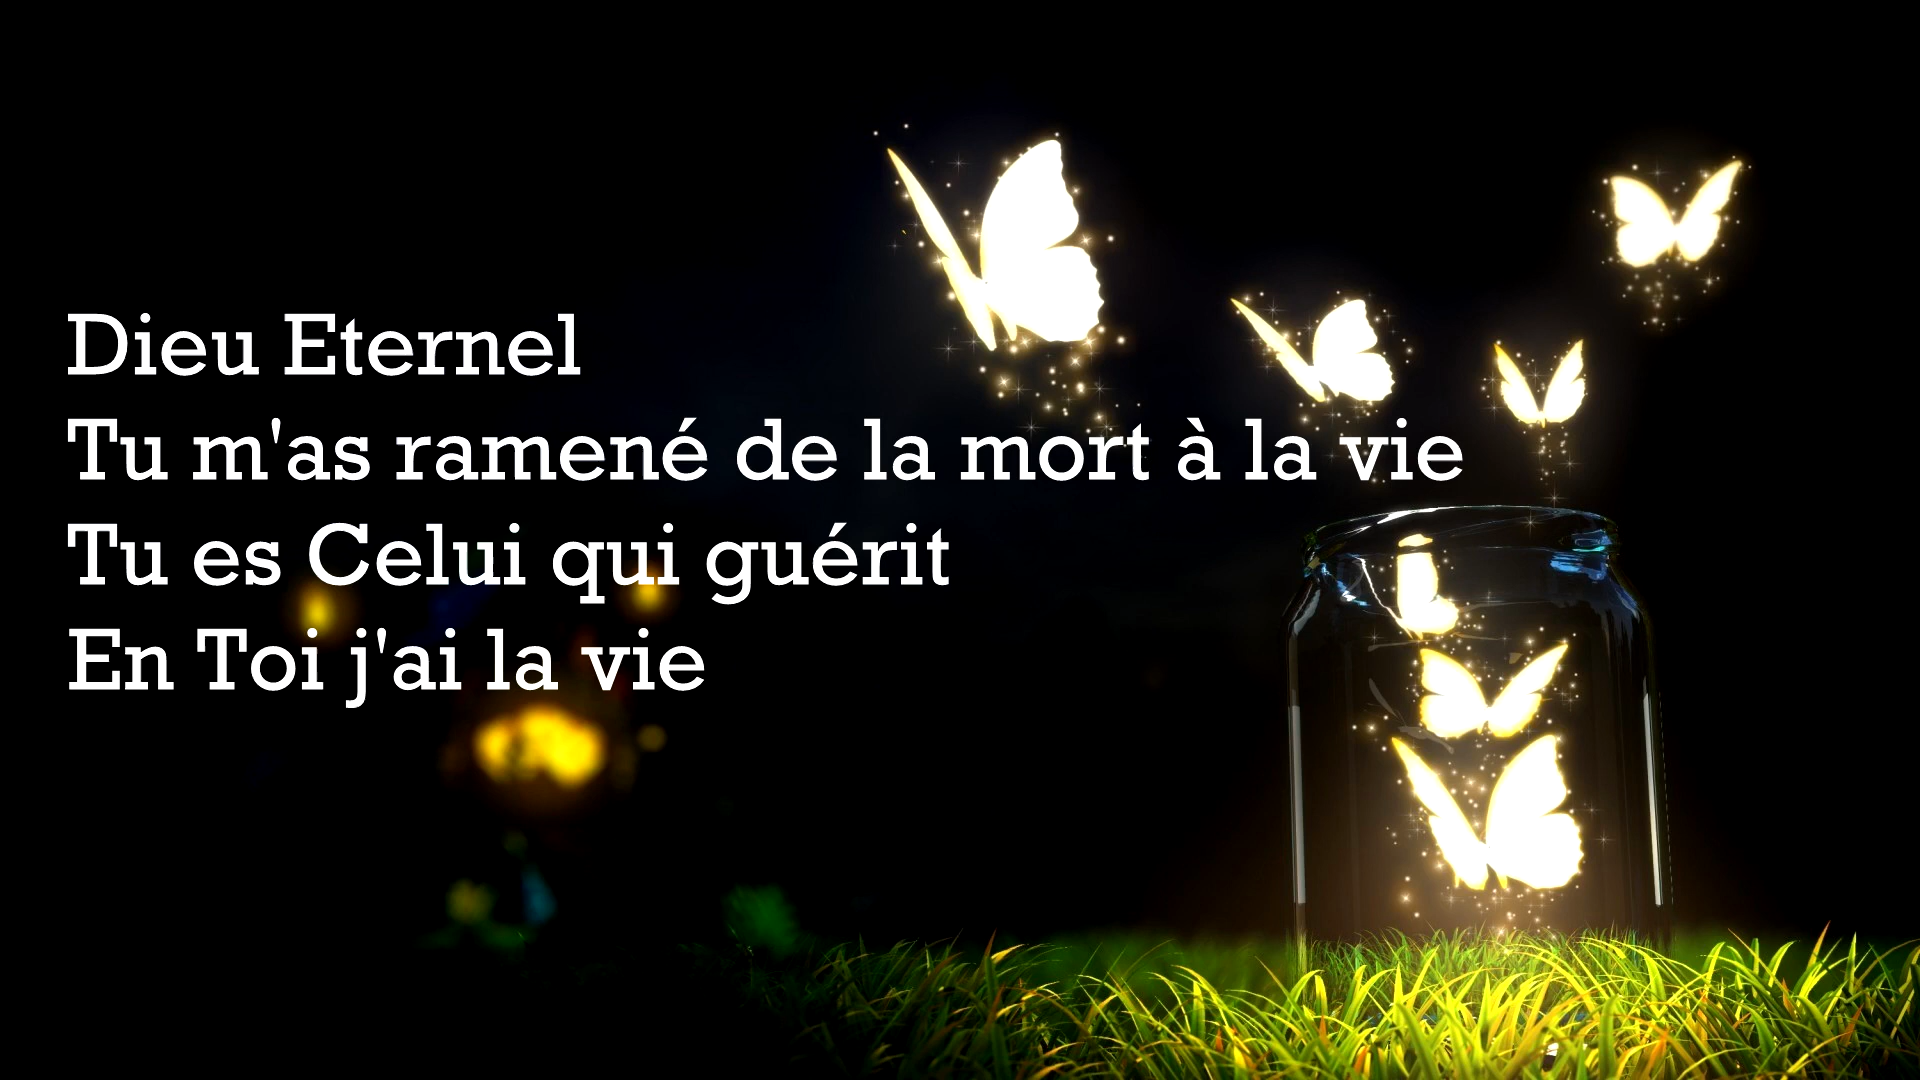 Dieu Eternel
Tu m'as ramené de la mort à la vie
Tu es Celui qui guérit
En Toi j'ai la vie